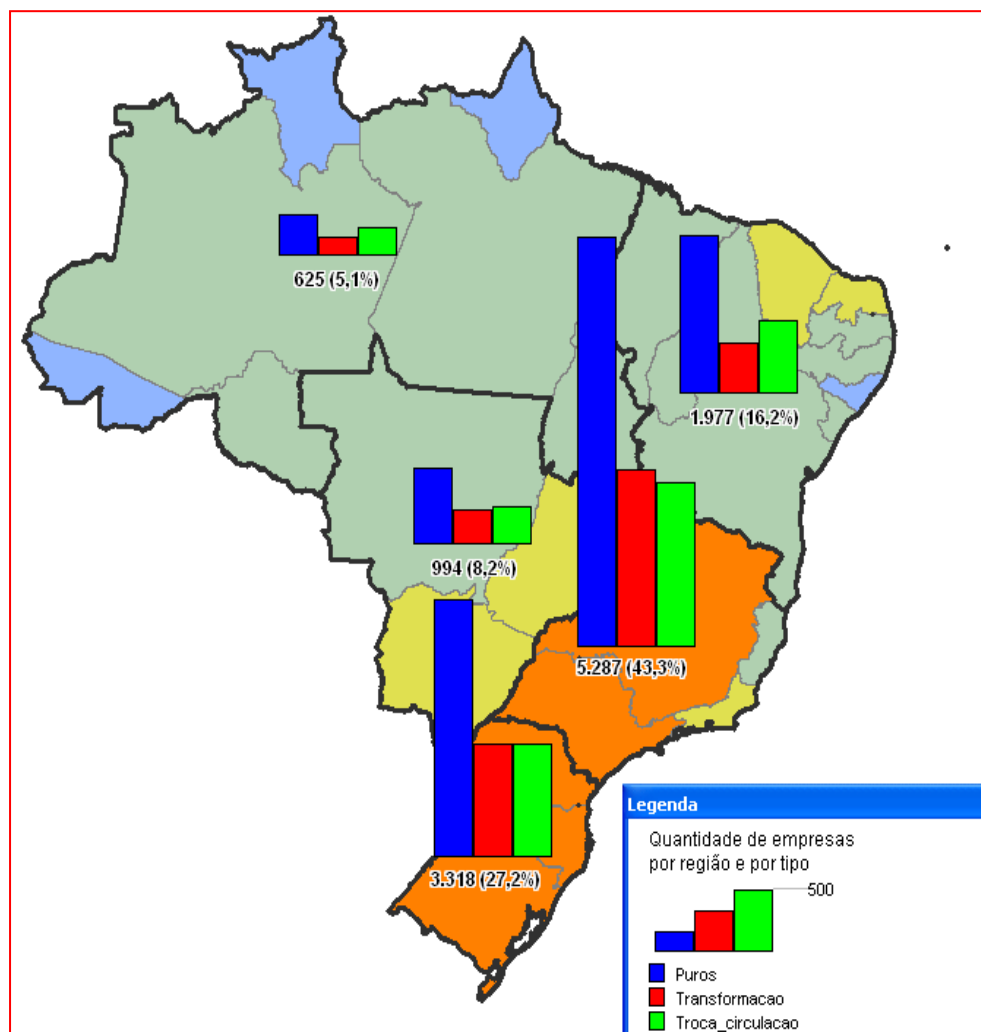 625 (5,1%)
1.977 (16,2%)
994 (8,2%)
5.287 (43,3%)
3.318 (27,2%)
Legenda
Quantidade de empresas
por região e por tipo
500
Puros
Transformacao
Troca_circulacao